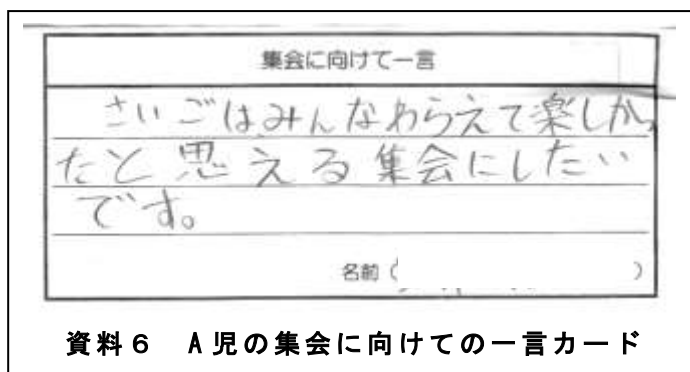 集会に向けて一言
さいごはみんなわらえて楽しかっ
たと思える集会にしたい
です。
名前（　　　）
資料６　Ａ児の集会に向けての一言カード